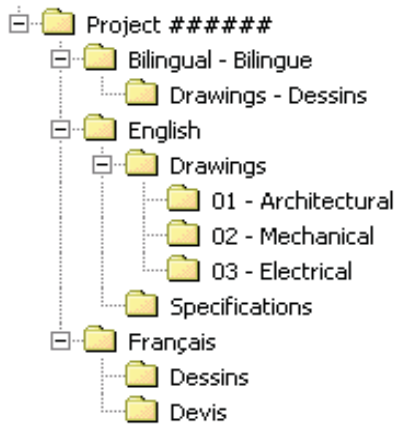 Project ######
Bilingual - Bilingue
Drawings - Dessins
English
Drawings
01 - Architectural
02 - Mechanical
03 - Electrical
Specifications
Français
Dessins
Devis